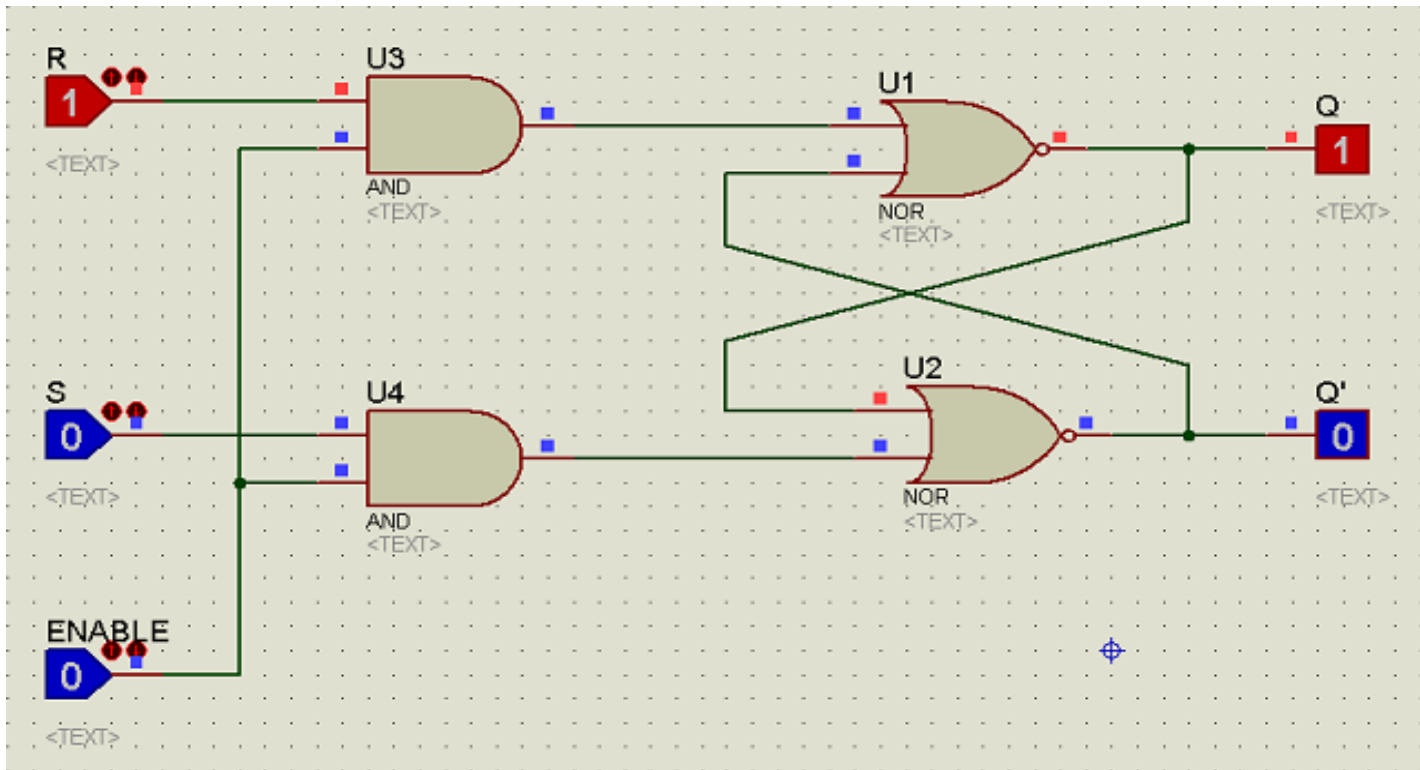 R
1
<TEXT>
U3
AND
<TEXT>
U1
NOR
<TEXT>
Q
1
<TEXT>
S
0
<TEXT>
U4
AND
<TEXT>
U2
NOR
<TEXT>
Q'
0
<TEXT>
ENABLE
0
<TEXT>